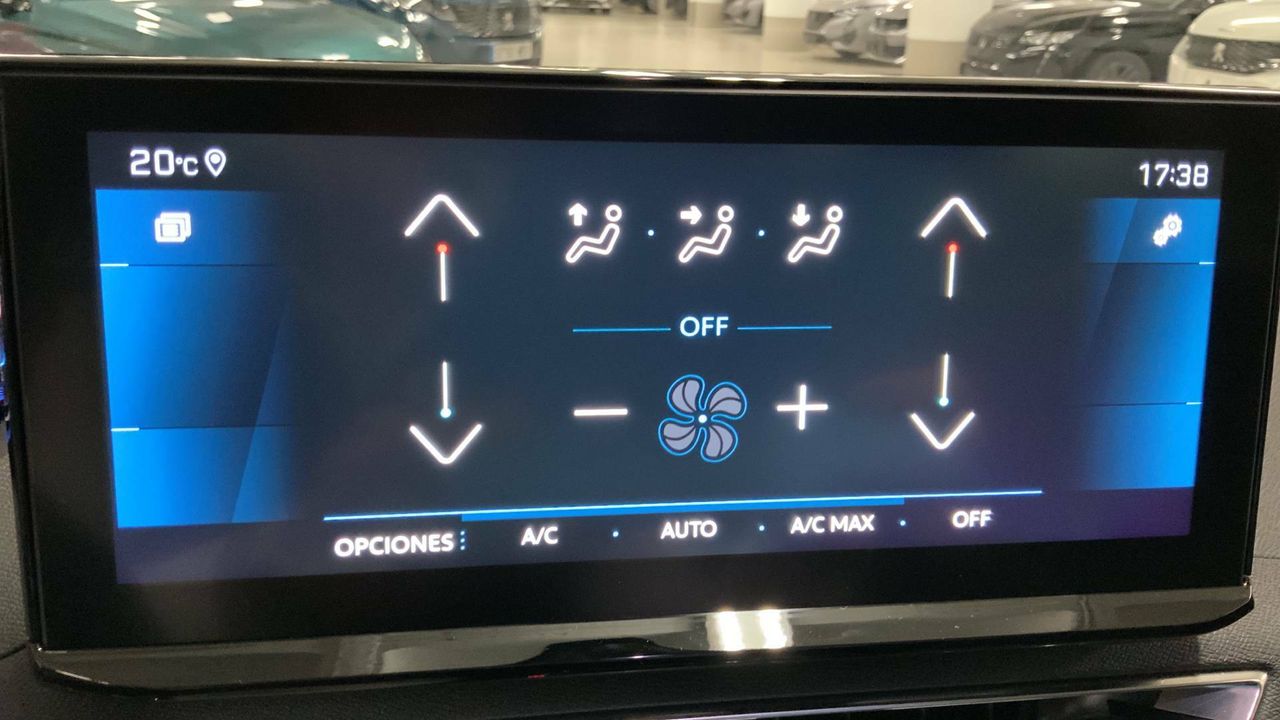 20°C
17:38
OFF
OPCIONES A/C AUTO A/C MAX OFF